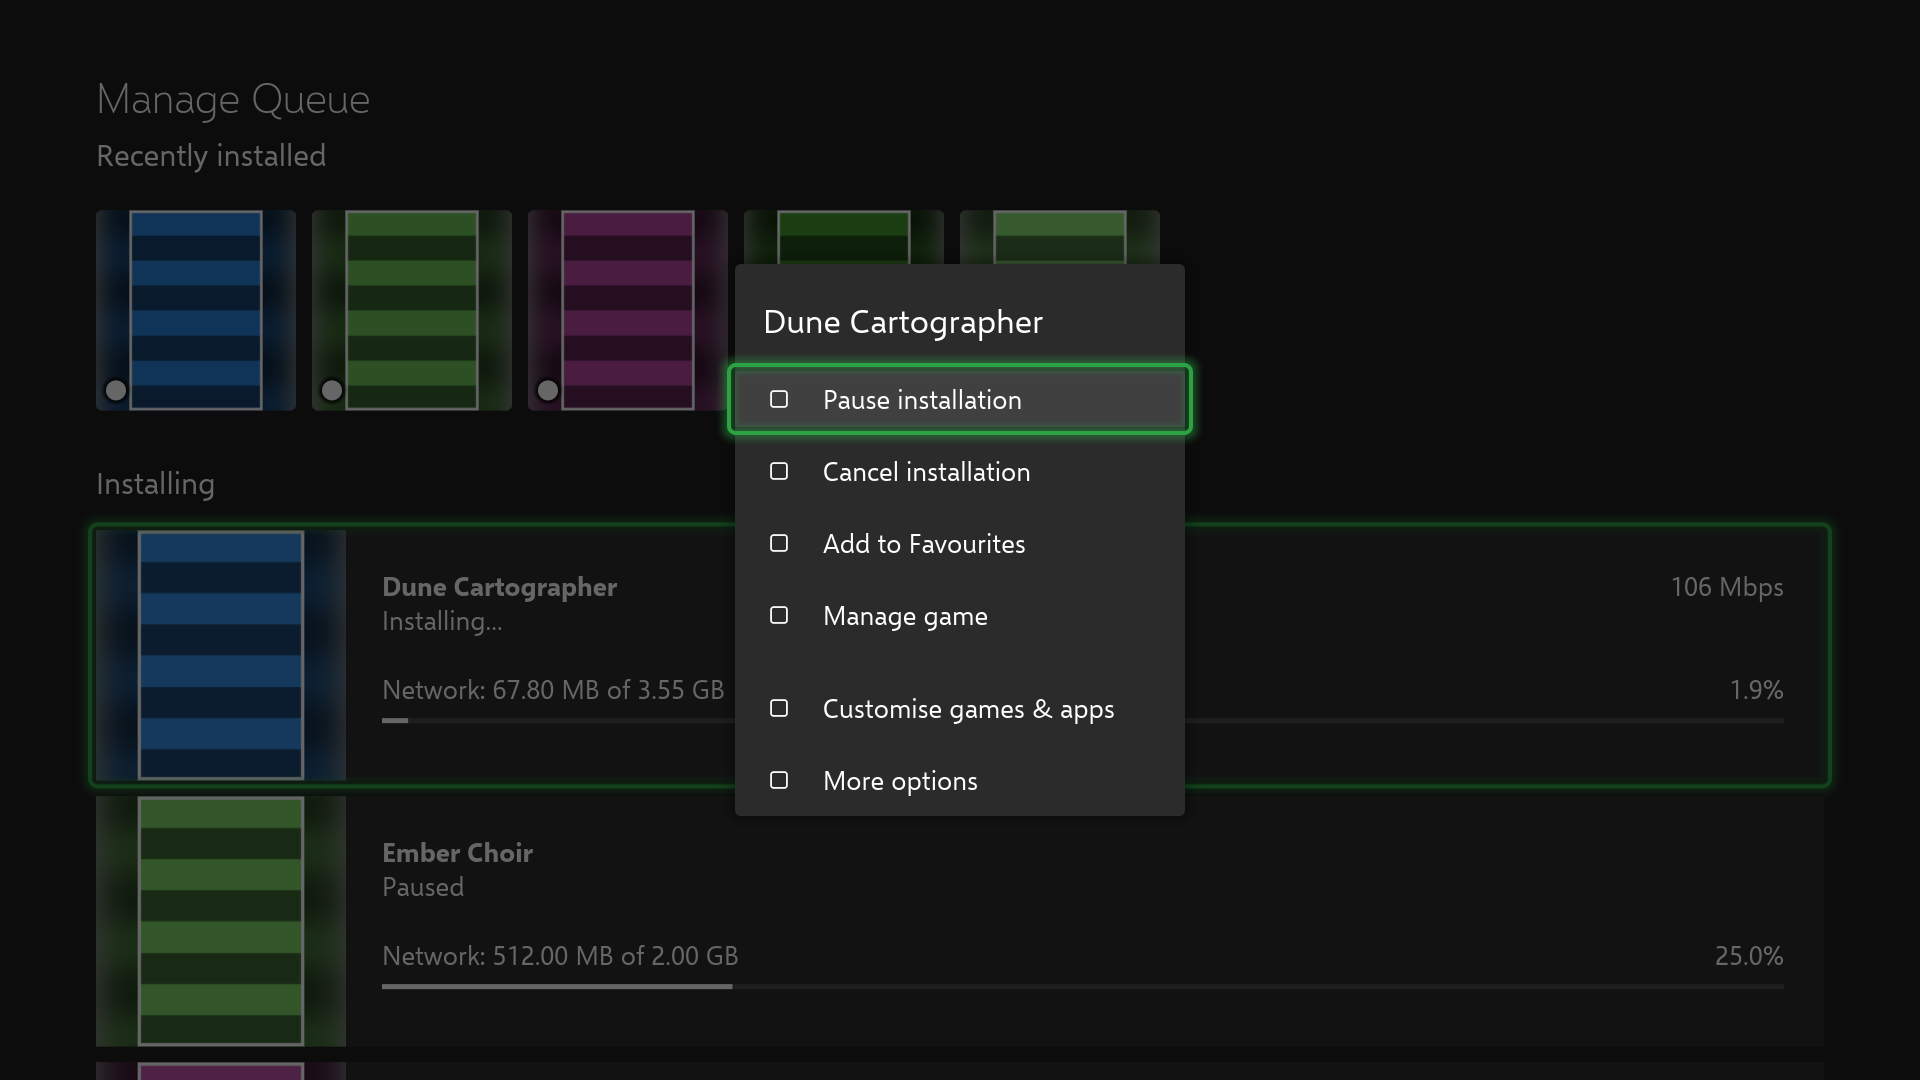 Manage Queue
Recently installed
Dune Cartographer
Pause installation
Cancel installation
Add to Favourites
Manage game
Customise games & apps
More options
Installing
Dune Cartographer
106 Mbps
Installing...
Network: 67.80 MB of 3.55 GB
1.9%
Ember Choir
Paused
Network: 512.00 MB of 2.00 GB
25.0%